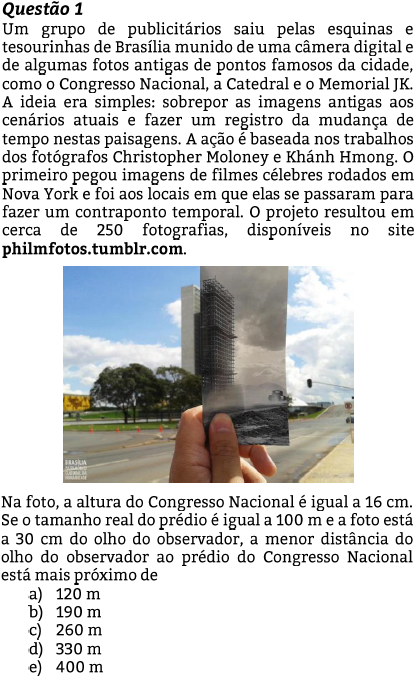 Questão 1
Um grupo de publicitários saiu pelas esquinas e
tesourinhas de Brasília munido de uma câmera digital e
de algumas fotos antigas de pontos famosos da cidade,
como o Congresso Nacional, a Catedral e o Memorial JK.
A ideia era simples: sobrepor as imagens antigas aos
cenários atuais e fazer um registro da mudança de
tempo nestas paisagens. A ação é baseada nos trabalhos
dos fotógrafos Christopher Moloney e Khánh Hmong. O
primeiro pegou imagens de filmes célebres rodados em
Nova York e foi aos locais em que elas se passaram para
fazer um contraponto temporal. O projeto resultou em
cerca de 250 fotografias, disponíveis no site
philmfotos.tumblr.com.
BRASÍLIA
Na foto, a altura do Congresso Nacional é igual a 16 cm.
Se o tamanho real do prédio é igual a 100 m e a foto está
a 30 cm do olho do observador, a menor distância do
olho do observador ao prédio do Congresso Nacional
está mais próximo de
a) 120 m
b) 190 m
c) 260 m
d) 330 m
e) 400 m